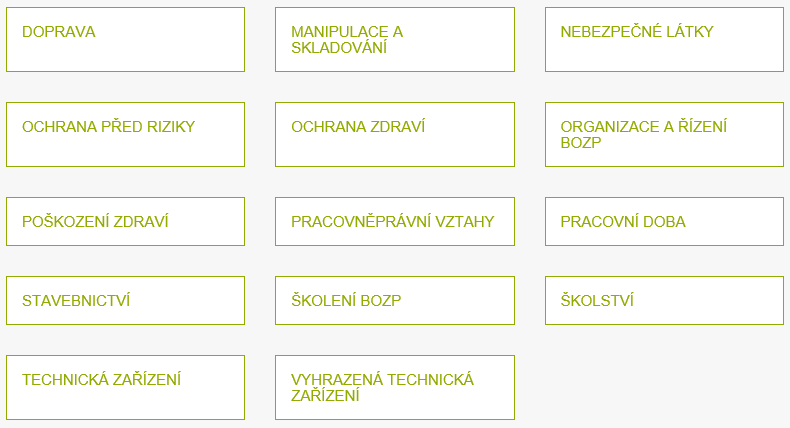 DOPRAVA
MANIPULACE A
SKLADOVÁNÍ
NEBEZPEČNÉ LÁTKY
OCHRANA PŘED RIZIKY
OCHRANA ZDRAVÍ
ORGANIZACE A ŘÍZENÍ
BOZP
POŠKOZENÍ ZDRAVÍ
PRACOVNĚPRÁVNÍ VZTAHY
PRACOVNÍ DOBA
STAVEBNICTVÍ
ŠKOLENÍ BOZP
ŠKOLSTVÍ
TECHNICKÁ ZAŘÍZENÍ
VYHRAZENÁ TECHNICKÁ
ZAŘÍZENÍ